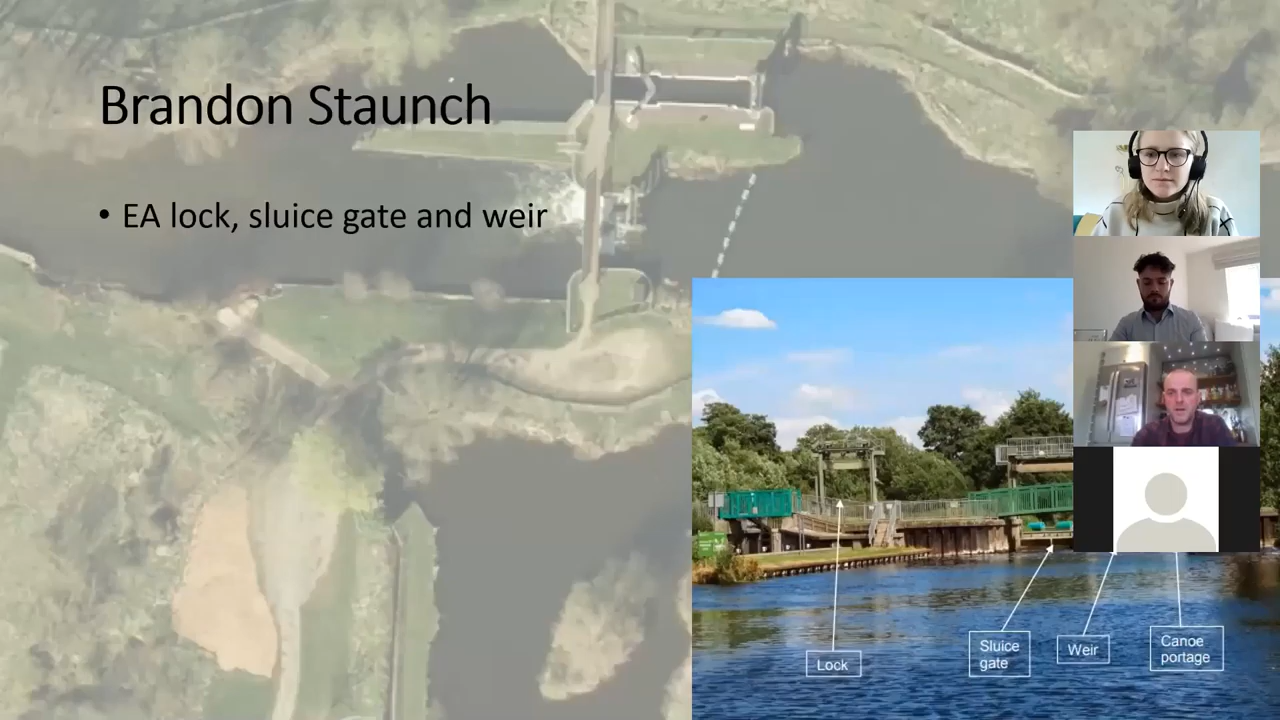 Brandon Staunch
• EA lock, sluice gate and weir
Lock
Sluice
gate
Weir
Canoe
portage